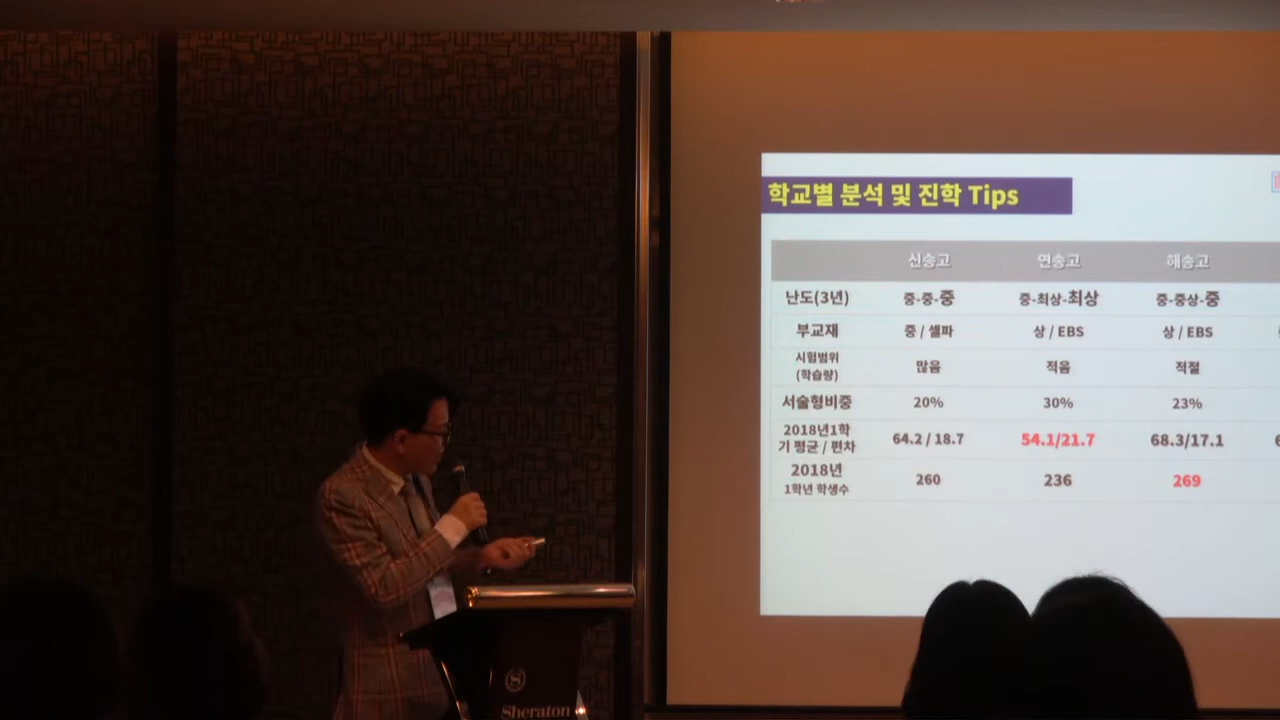 학교별 분석 및 진학 Tips
신송고 연송고 해송고
난도(3년) 중-중-중 중-최상-최상 중-중상-중
부교재 중 / 셀파 상 / EBS 상 / EBS
시험범위
(학습량) 많음 적음 적절
서술형비중 20% 30% 23%
2018년1학
기 평균 / 편차 64.2 / 18.7 54.1/21.7 68.3/17.1 6
2018년
1학년 학생수 260 236 269
S
Sheraton